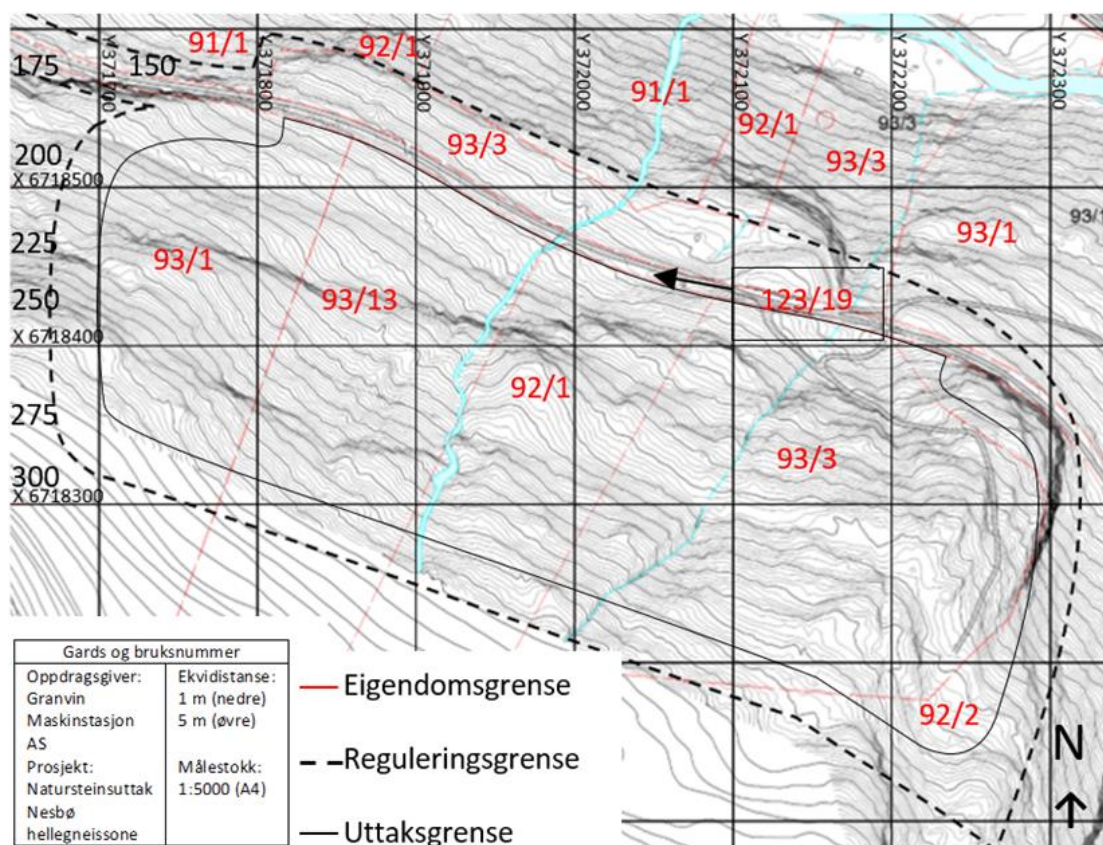 91/1
92/1
175
150
Y 371700
Y 371800
Y 371900
Y 372000
Y 372100
Y 372200
Y 372300
91/1
92/1
93/3
93/3
93/3
200
X 6718500
93/1
93/1
225
93/1
93/13
123/19
250
X 6718400
92/1
275
93/3
300
X 6718300
92/2
N
Gards og bruksnummer
Oppdragsgiver:
Granvin
Maskinstasjon
AS
Prosjekt:
Natursteinsuttak
Nesbø
hellegneissone
Ekvidistanse:
1 m (nedre)
5 m (øvre)
Målestokk:
1:5000 (A4)
Eigendomsgrense
Reguleringsgrense
Uttaksgrense